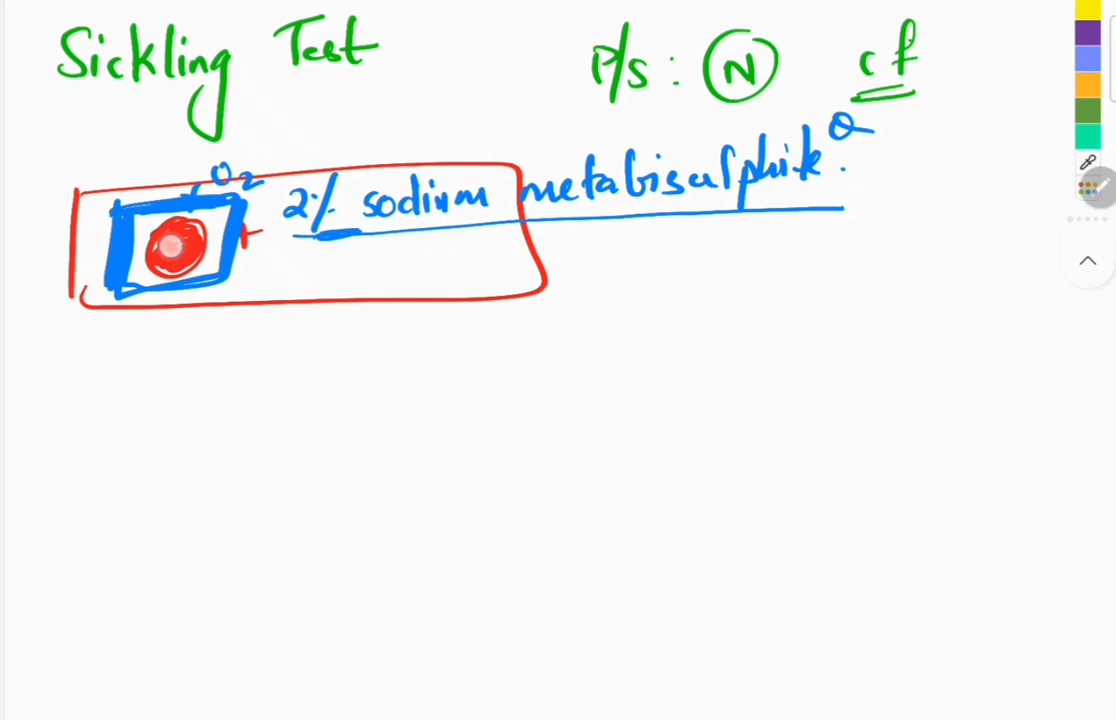 Sickling Test P/S : N cf
O2 2% sodium metabisulphite. Q
+